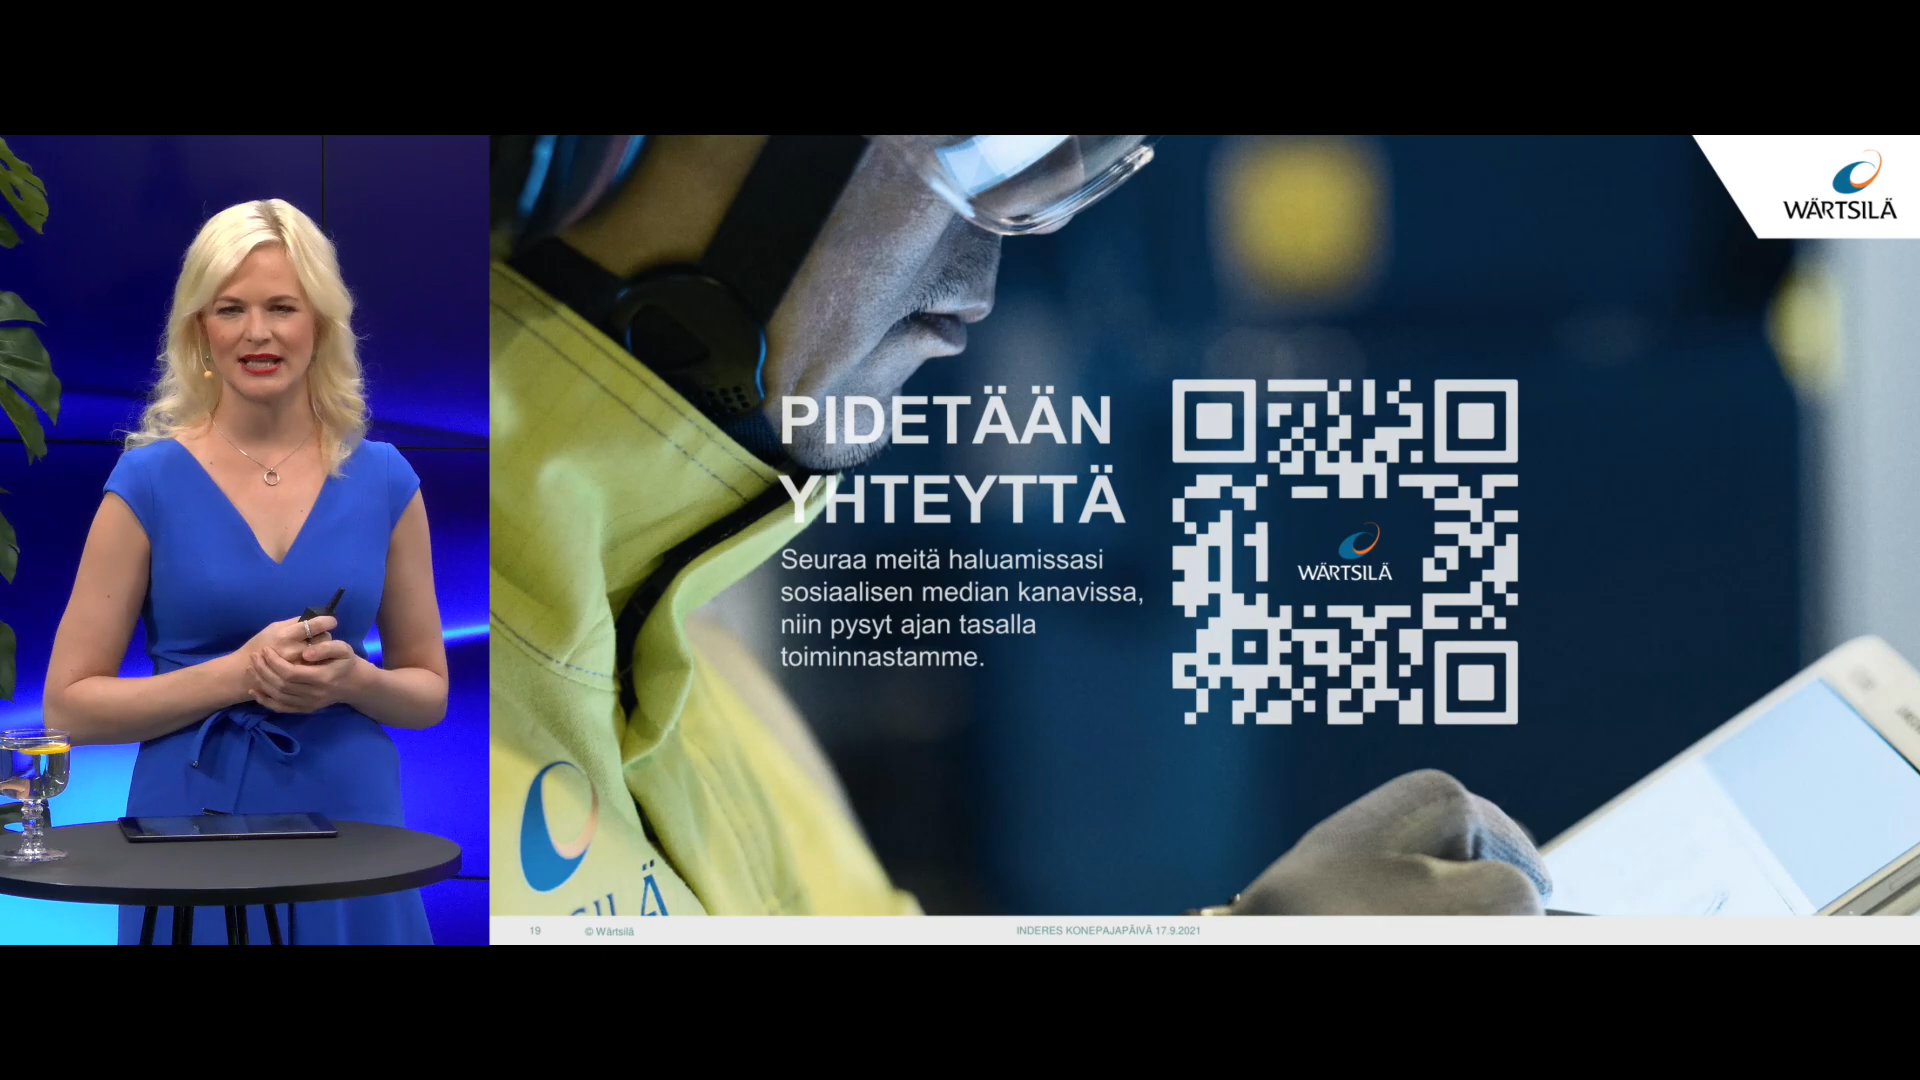 WÄRTSILÄ
PIDETÄÄN
YHTEYTTÄ
Seuraa meitä haluamissasi
sosiaalisen median kanavissa,
niin pysyt ajan tasalla
toiminnastamme.
WÄRTSILÄ
19
© Wärtsilä
INDERES KONEPAJAPÄIVÄ 17.9.2021